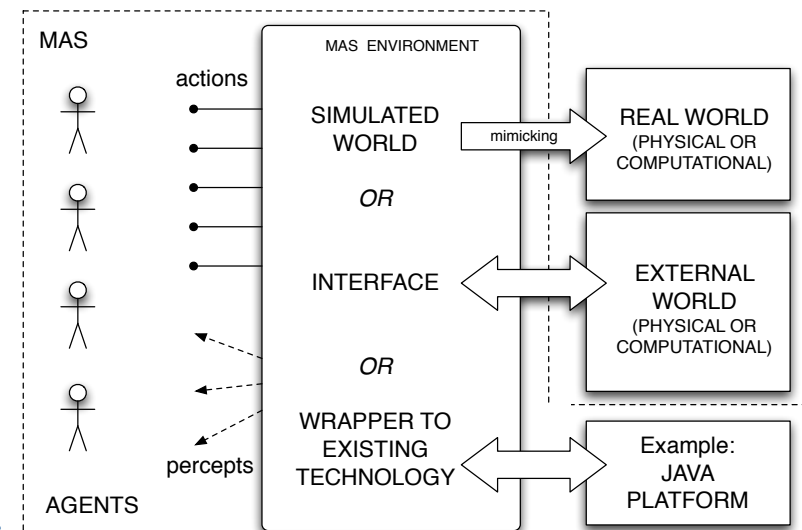 MAS
actions
percepts
AGENTS
MAS ENVIRONMENT
SIMULATED
WORLD
OR
INTERFACE
OR
WRAPPER TO
EXISTING
TECHNOLOGY
mimicking
REAL WORLD
(PHYSICAL OR
COMPUTATIONAL)
EXTERNAL
WORLD
(PHYSICAL OR
COMPUTATIONAL)
Example:
JAVA
PLATFORM